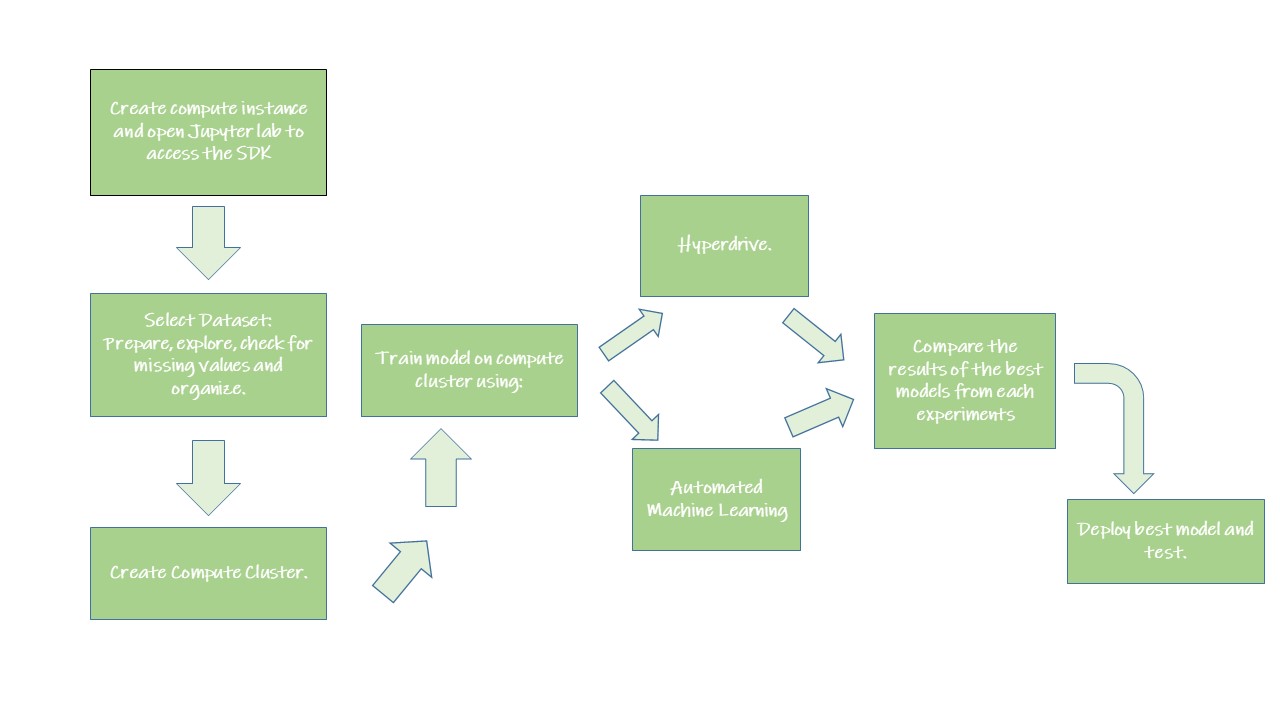 Create compute instance
and open Jupyter lab to
access the SDK
Select Dataset:
Prepare, explore, check for
missing values and
organize.
Create Compute Cluster.
Train model on compute
cluster using:
Hyperdrive.
Automated
Machine Learning
Compare the
results of the best
models from each
experiments
Deploy best model and
test.